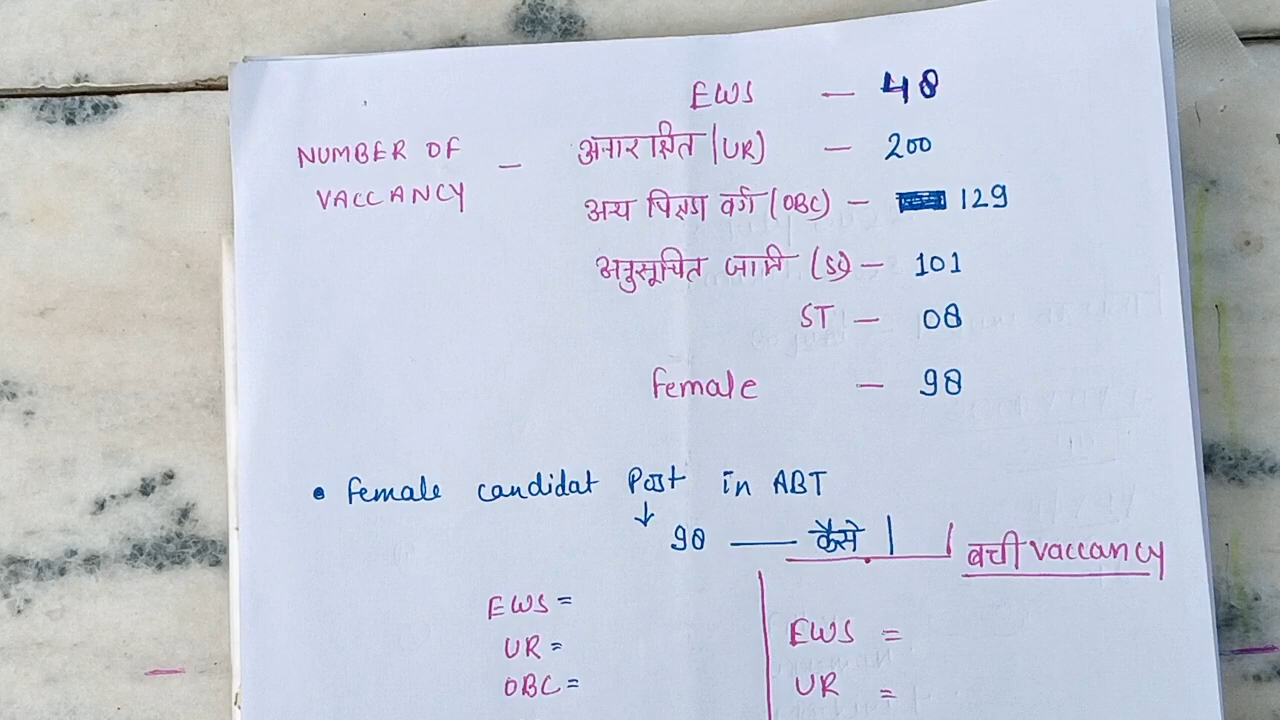 EWS — 48
NUMBER OF VACCANCY — अनारक्षित (UR) — 200
अन्य पिछडा वर्ग (OBC) — 129
अनुसूचित जाति (SC) — 101
ST — 08
Female — 98
• Female candidat Post in ABT
↓
98 — कैसे
बची vaccancy
EWS =
UR =
OBC =
EWS =
UR =